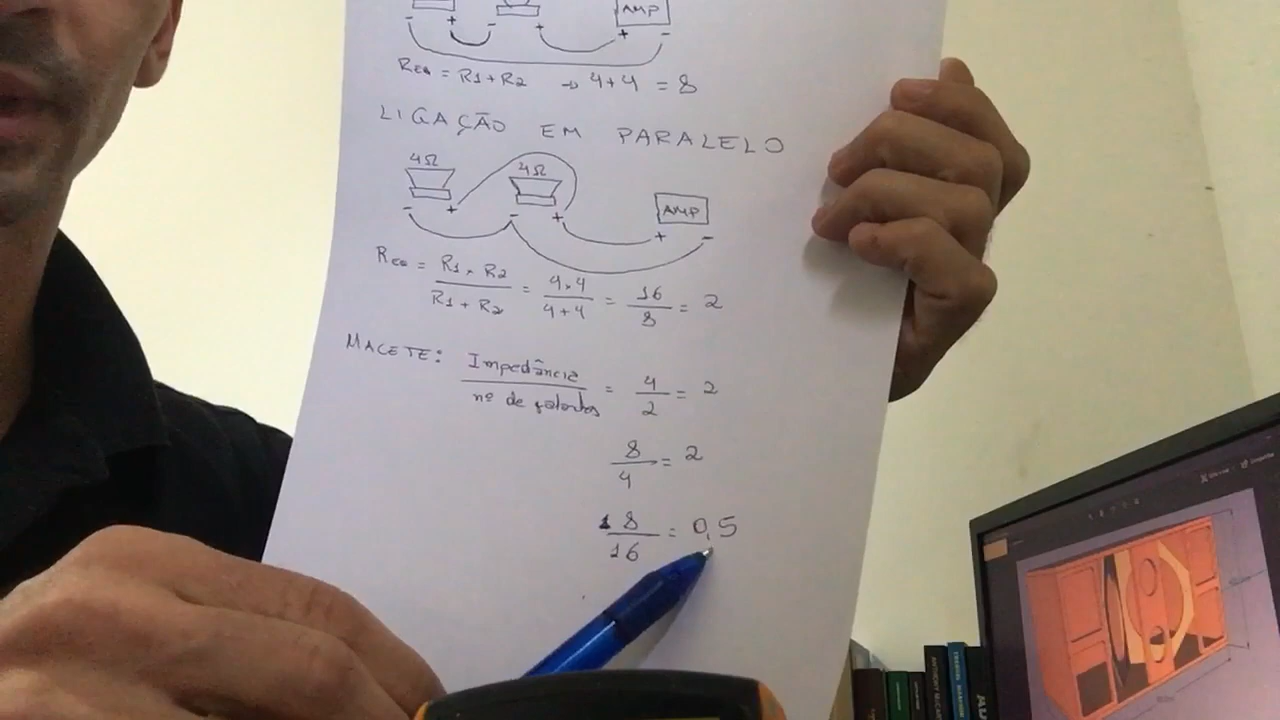 AMP
- + - + + -
Req = R1 + R2 → 4+4 = 8
LIGAÇÃO EM PARALELO
4Ω 4Ω
AMP
- + - + + -
Req = R1 . R2 / R1 + R2 = 4 x 4 / 4 + 4 = 16 / 8 = 2
MACETE: Impedância / nº de falantes = 4 / 2 = 2
8 / 4 = 2
8 / 16 = 0,5